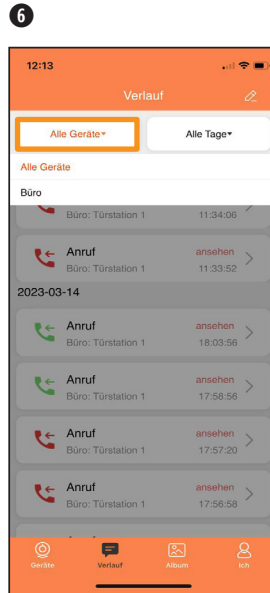 6
12:13
Verlauf
Alle Geräte▾ Alle Tage▾
Alle Geräte
Büro
Büro: Türstation 1 11:34:06
Anruf ansehen
Büro: Türstation 1 11:33:52
2023-03-14
Anruf ansehen
Büro: Türstation 1 18:03:56
Anruf ansehen
Büro: Türstation 1 17:58:56
Anruf ansehen
Büro: Türstation 1 17:57:20
Anruf ansehen
Büro: Türstation 1 17:56:58
Geräte Verlauf Album Ich